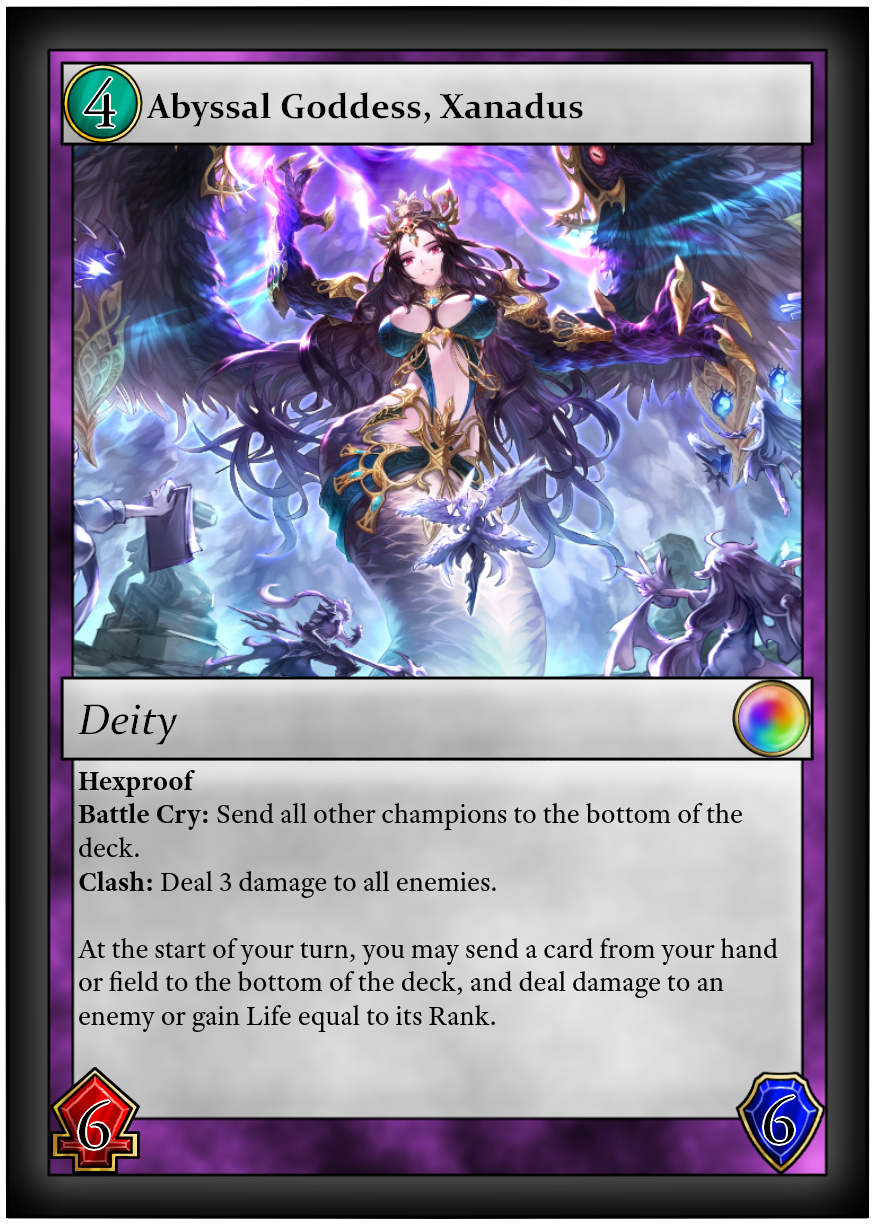 4 Abyssal Goddess, Xanadus
Deity
Hexproof
Battle Cry: Send all other champions to the bottom of the
deck.
Clash: Deal 3 damage to all enemies.
At the start of your turn, you may send a card from your hand
or field to the bottom of the deck, and deal damage to an
enemy or gain Life equal to its Rank.
6
6